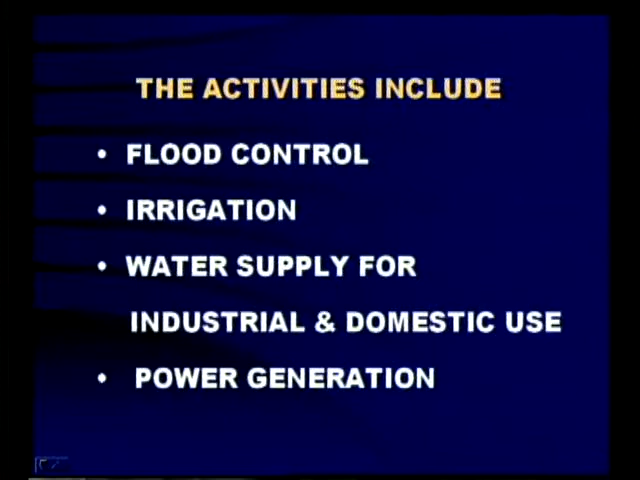 THE ACTIVITIES INCLUDE
• FLOOD CONTROL
• IRRIGATION
• WATER SUPPLY FOR
INDUSTRIAL & DOMESTIC USE
• POWER GENERATION